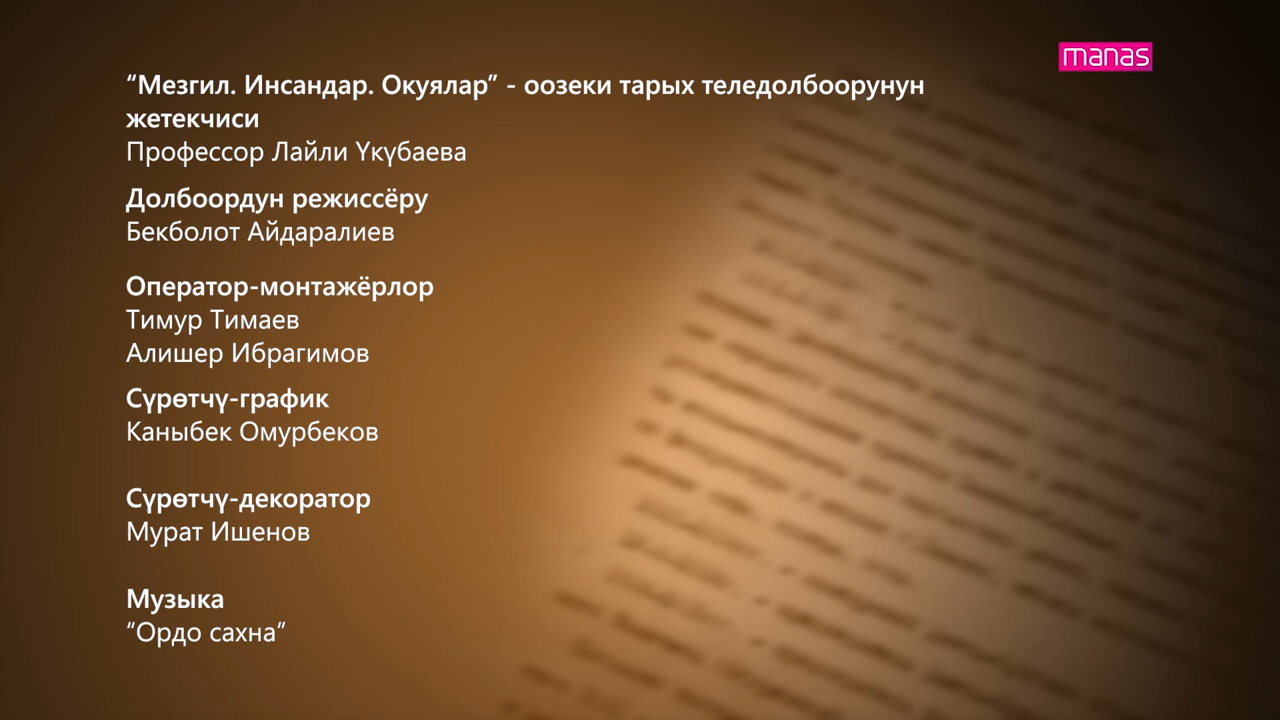 manas
“Мезгил. Инсандар. Окуялар” - оозеки тарых теледолбоорунун
жетекчиси
Профессор Лайли Үкүбаева
Долбоордун режиссёру
Бекболот Айдаралиев
Оператор-монтажёрлор
Тимур Тимаев
Алишер Ибрагимов
Сүрөтчү-график
Каныбек Омурбеков
Сүрөтчү-декоратор
Мурат Ишенов
Музыка
“Ордо сахна”